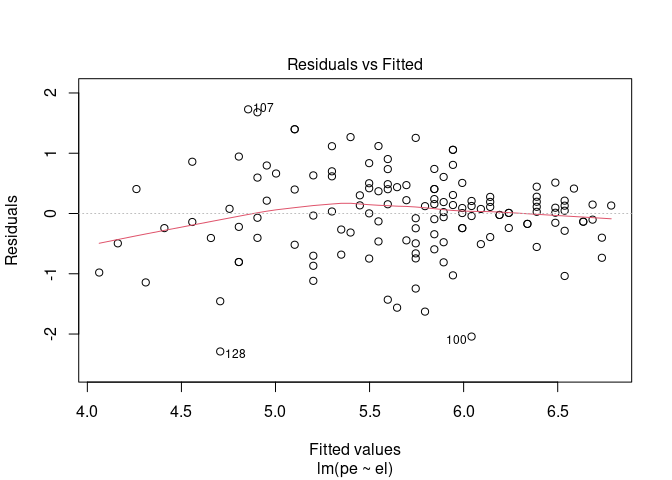 Residuals vs Fitted
Residuals
2
1
0
-1
-2
107
128
100
4.0 4.5 5.0 5.5 6.0 6.5
Fitted values
lm(pe ~ el)